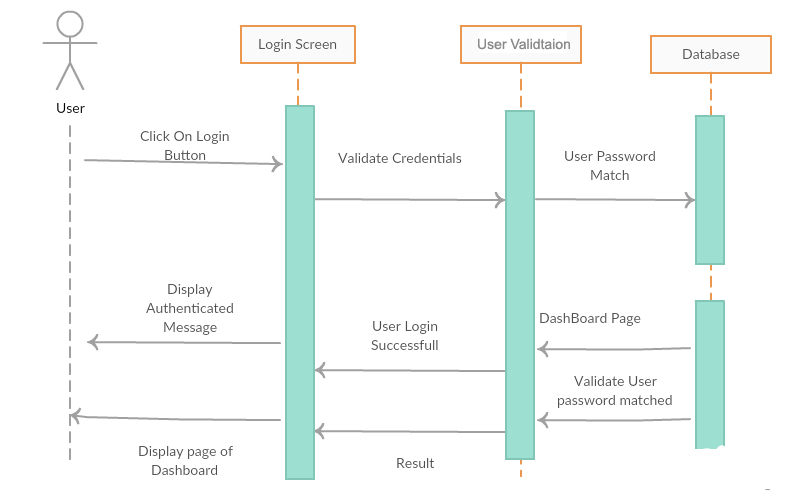 Login Screen
User Validtaion
Database
User
Click On Login
Button
Validate Credentials
User Password
Match
Display
Authenticated
Message
User Login
Successfull
DashBoard Page
Validate User
password matched
Display page of
Dashboard
Result